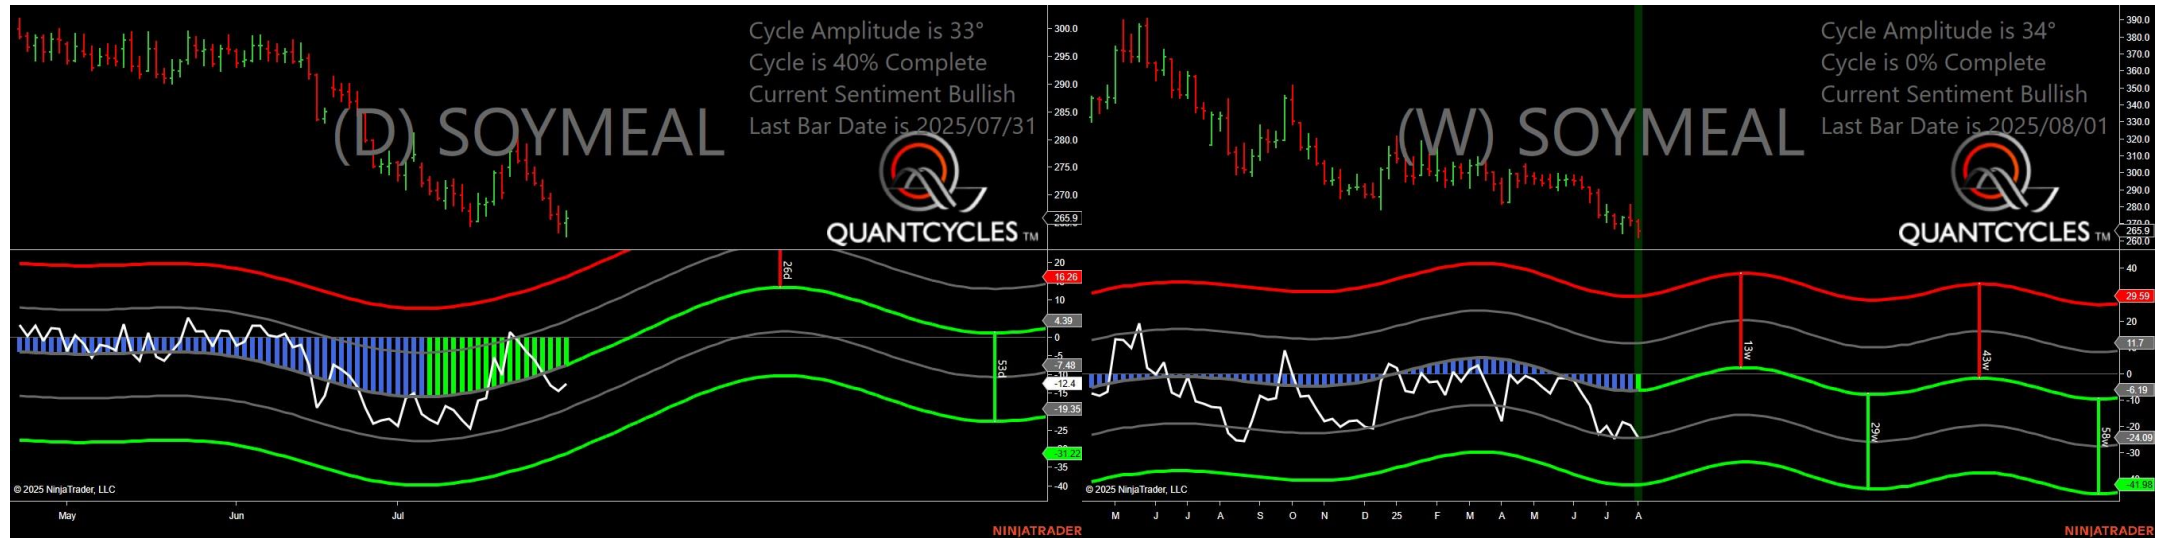 Cycle Amplitude is 33°
Cycle is 40% Complete
Current Sentiment Bullish
Last Bar Date is 2025/07/31
(D) SOYMEAL
QUANTCYCLES TM
300.0
295.0
290.0
285.0
280.0
275.0
270.0
265.9
20
16.26
10
4.39
0
-5
-7.48
-10
-12.4
-15
-19.35
-25
-31.22
-35
-40
26d
53d
© 2025 NinjaTrader, LLC
May Jun Jul
NINJATRADER
Cycle Amplitude is 34°
Cycle is 0% Complete
Current Sentiment Bullish
Last Bar Date is 2025/08/01
(W) SOYMEAL
QUANTCYCLES TM
390.0
380.0
370.0
360.0
350.0
340.0
330.0
320.0
310.0
300.0
290.0
280.0
270.0
265.9
260.0
40
29.59
20
11.7
0
-6.19
-10
-20
-24.09
-30
-41.98
13w
29w
43w
58w
© 2025 NinjaTrader, LLC
M J J A S O N D 25 F M A M J J A
NINJATRADER